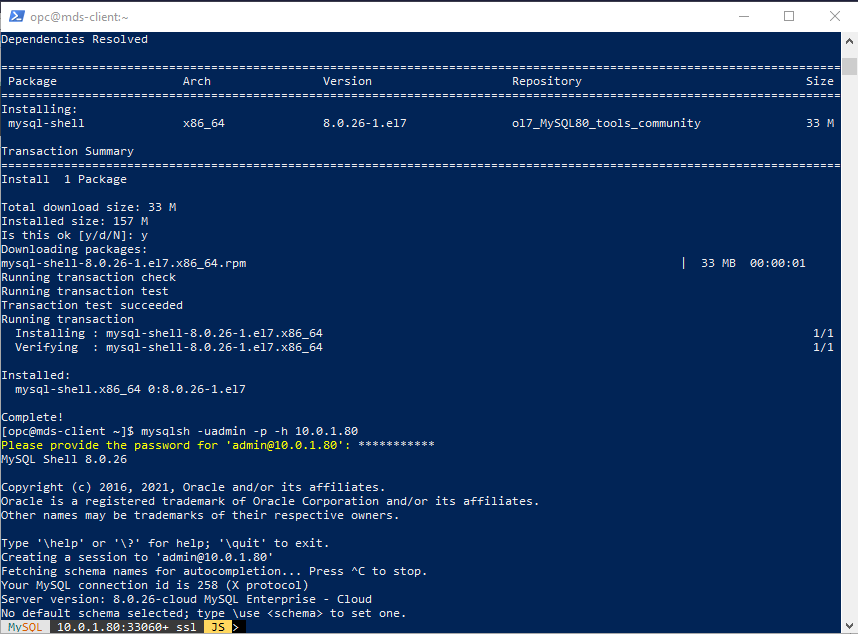 opc@mds-client:~
Dependencies Resolved
================================================================================
Package Arch Version Repository Size
================================================================================
Installing:
mysql-shell x86_64 8.0.26-1.el7 ol7_MySQL80_tools_community 33 M
Transaction Summary
================================================================================
Install 1 Package
Total download size: 33 M
Installed size: 157 M
Is this ok [y/d/N]: y
Downloading packages:
mysql-shell-8.0.26-1.el7.x86_64.rpm | 33 MB 00:00:01
Running transaction check
Running transaction test
Transaction test succeeded
Running transaction
Installing : mysql-shell-8.0.26-1.el7.x86_64 1/1
Verifying : mysql-shell-8.0.26-1.el7.x86_64 1/1
Installed:
mysql-shell.x86_64 0:8.0.26-1.el7
Complete!
[opc@mds-client ~]$ mysqlsh -uadmin -p -h 10.0.1.80
Please provide the password for 'admin@10.0.1.80': ***********
MySQL Shell 8.0.26
Copyright (c) 2016, 2021, Oracle and/or its affiliates.
Oracle is a registered trademark of Oracle Corporation and/or its affiliates.
Other names may be trademarks of their respective owners.
Type '\help' or '\?' for help; '\quit' to exit.
Creating a session to 'admin@10.0.1.80'
Fetching schema names for autocompletion... Press ^C to stop.
Your MySQL connection id is 258 (X protocol)
Server version: 8.0.26-cloud MySQL Enterprise - Cloud
No default schema selected; type \use <schema> to set one.
MySQL 10.0.1.80:33060+ ssl JS >